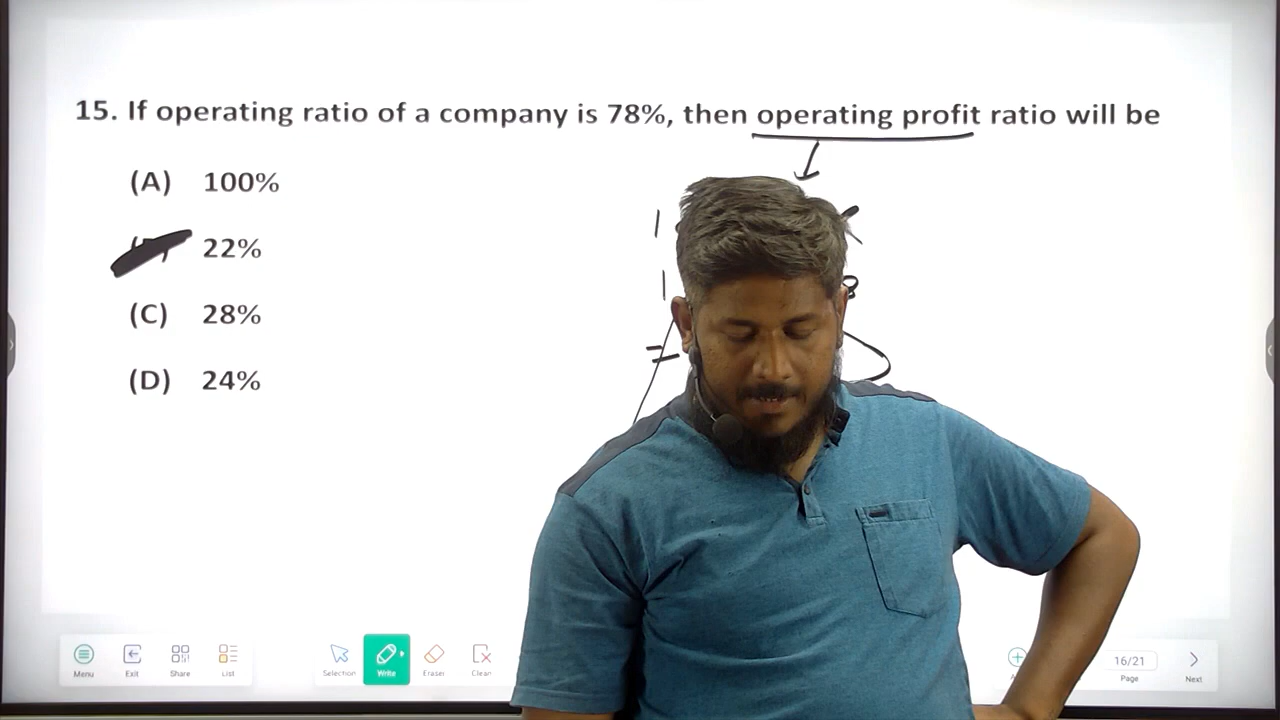 15. If operating ratio of a company is 78%, then operating profit ratio will be
(A) 100%
22%
(C) 28%
(D) 24%
Menu
Exit
Share
List
Selection
Write
Eraser
Clean
16/21
Page
Next